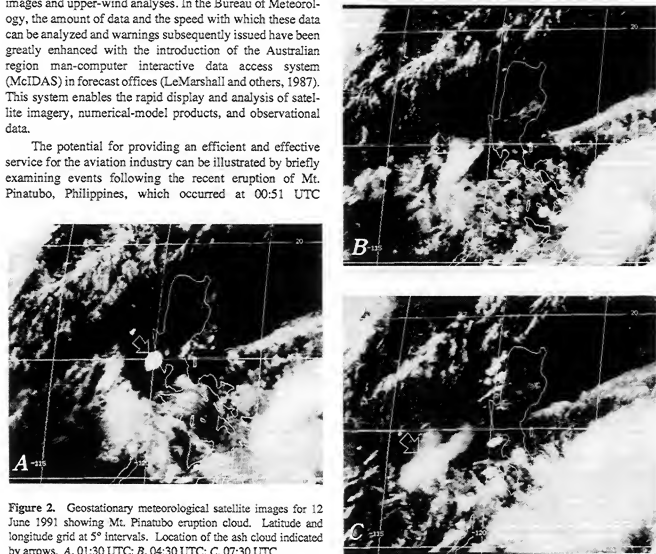 images and upper-wind analyses. In the Bureau of Meteorol-
ogy, the amount of data and the speed with which these data
can be analyzed and warnings subsequently issued have been
greatly enhanced with the introduction of the Australian
region man-computer interactive data access system
(McIDAS) in forecast offices (LeMarshall and others, 1987).
This system enables the rapid display and analysis of satel-
lite imagery, numerical-model products, and observational
data.
The potential for providing an efficient and effective
service for the aviation industry can be illustrated by briefly
examining events following the recent eruption of Mt.
Pinatubo, Philippines, which occurred at 00:51 UTC
20
A
-115
-120
Figure 2. Geostationary meteorological satellite images for 12
June 1991 showing Mt. Pinatubo eruption cloud. Latitude and
longitude grid at 5° intervals. Location of the ash cloud indicated
by arrows. A, 01:30 UTC; B, 04:30 UTC; C, 07:30 UTC
20
B
-115
20
C
-115
-120